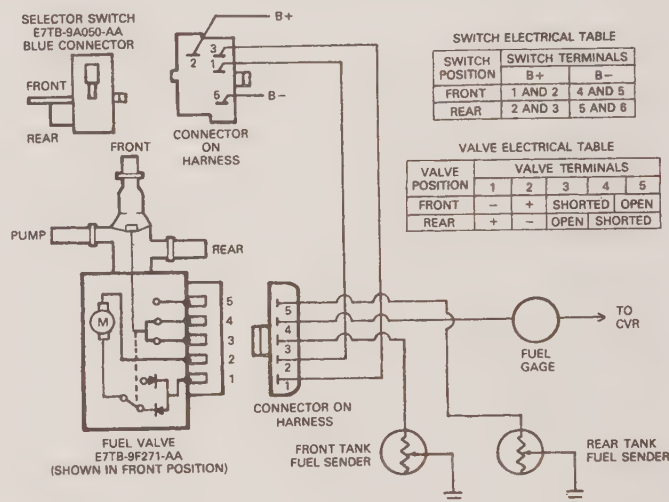 SELECTOR SWITCH
E7TB-9A050-AA
BLUE CONNECTOR
FRONT
REAR
B+
3
1
2
5
B-
CONNECTOR
ON
HARNESS
SWITCH ELECTRICAL TABLE
SWITCH POSITION SWITCH TERMINALS
B+ B-
FRONT 1 AND 2 4 AND 5
REAR 2 AND 3 5 AND 6
VALVE ELECTRICAL TABLE
VALVE POSITION VALVE TERMINALS
1 2 3 4 5
FRONT - + SHORTED OPEN
REAR + - OPEN SHORTED
FRONT
PUMP
REAR
M
5
4
3
2
1
FUEL VALVE
E7TB-9F271-AA
(SHOWN IN FRONT POSITION)
5
4
3
2
1
CONNECTOR ON
HARNESS
FUEL
GAGE
TO
CVR
FRONT TANK
FUEL SENDER
REAR TANK
FUEL SENDER